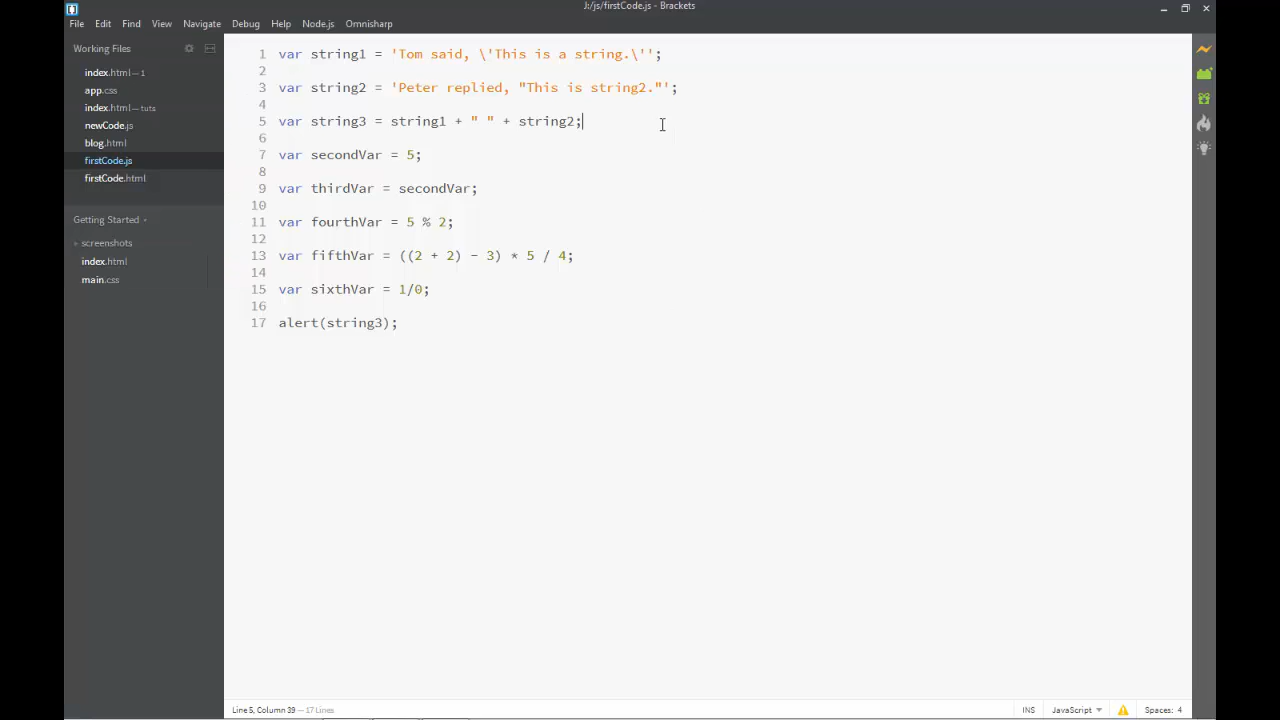 J:/js/firstCode.js - Brackets
File Edit Find View Navigate Debug Help Node.js Omnisharp
Working Files
index.html — 1
app.css
index.html — tuts
newCode.js
blog.html
firstCode.js
firstCode.html
Getting Started
screenshots
index.html
main.css
1 var string1 = 'Tom said, \'This is a string.\'';
2
3 var string2 = 'Peter replied, "This is string2."';
4
5 var string3 = string1 + " " + string2;
6
7 var secondVar = 5;
8
9 var thirdVar = secondVar;
10
11 var fourthVar = 5 % 2;
12
13 var fifthVar = ((2 + 2) - 3) * 5 / 4;
14
15 var sixthVar = 1/0;
16
17 alert(string3);
Line 5, Column 39 — 17 Lines
INS JavaScript Spaces: 4